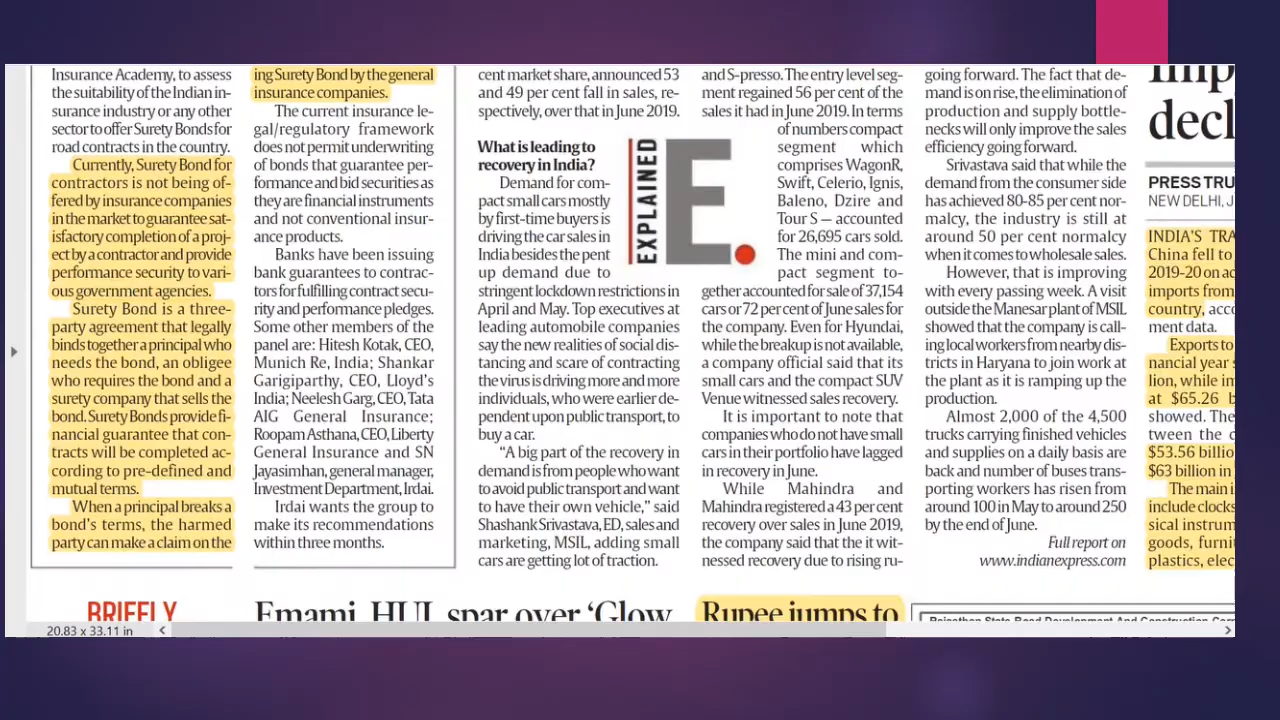 Insurance Academy, to assess
the suitability of the Indian in-
surance industry or any other
sector to offer Surety Bonds for
road contracts in the country.
Currently, Surety Bond for
contractors is not being of-
fered by insurance companies
in the market to guarantee sat-
isfactory completion of a proj-
ect by a contractor and provide
performance security to vari-
ous government agencies.
Surety Bond is a three-
party agreement that legally
binds together a principal who
needs the bond, an obligee
who requires the bond and a
surety company that sells the
bond. Surety Bonds provide fi-
nancial guarantee that con-
tracts will be completed ac-
cording to pre-defined and
mutual terms.
When a principal breaks a
bond's terms, the harmed
party can make a claim on the
ing Surety Bond by the general
insurance companies.
The current insurance le-
gal/regulatory framework
does not permit underwriting
of bonds that guarantee per-
formance and bid securities as
they are financial instruments
and not conventional insur-
ance products.
Banks have been issuing
bank guarantees to contrac-
tors for fulfilling contract secu-
rity and performance pledges.
Some other members of the
panel are: Hitesh Kotak, CEO,
Munich Re, India; Shankar
Garigiparthy, CEO, Lloyd's
India; Neelesh Garg, CEO, Tata
AIG General Insurance;
Roopam Asthana, CEO, Liberty
General Insurance and SN
Jayasimhan, general manager,
Investment Department, Irdai.
Irdai wants the group to
make its recommendations
within three months.
cent market share, announced 53
and 49 per cent fall in sales, re-
spectively, over that in June 2019.
What is leading to
recovery in India?
Demand for com-
pact small cars mostly
by first-time buyers is
driving the car sales in
India besides the pent
up demand due to
stringent lockdown restrictions in
April and May. Top executives at
leading automobile companies
say the new realities of social dis-
tancing and scare of contracting
the virus is driving more and more
individuals, who were earlier de-
pendent upon public transport, to
buy a car.
"A big part of the recovery in
demand is from people who want
to avoid public transport and want
to have their own vehicle," said
Shashank Srivastava, ED, sales and
marketing, MSIL, adding small
cars are getting lot of traction.
EXPLAINED
E.
and S-presso. The entry level seg-
ment regained 56 per cent of the
sales it had in June 2019. In terms
of numbers compact
segment which
comprises WagonR,
Swift, Celerio, Ignis,
Baleno, Dzire and
Tour S — accounted
for 26,695 cars sold.
The mini and com-
pact segment to-
gether accounted for sale of 37,154
cars or 72 per cent of June sales for
the company. Even for Hyundai,
while the breakup is not available,
a company official said that its
small cars and the compact SUV
Venue witnessed sales recovery.
It is important to note that
companies who do not have small
cars in their portfolio have lagged
in recovery in June.
While Mahindra and
Mahindra registered a 43 per cent
recovery over sales in June 2019,
the company said that the it wit-
nessed recovery due to rising ru-
going forward. The fact that de-
mand is on rise, the elimination of
production and supply bottle-
necks will only improve the sales
efficiency going forward.
Srivastava said that while the
demand from the consumer side
has achieved 80-85 per cent nor-
malcy, the industry is still at
around 50 per cent normalcy
when it comes to wholesale sales.
However, that is improving
with every passing week. A visit
outside the Manesar plant of MSIL
showed that the company is call-
ing local workers from nearby dis-
tricts in Haryana to join work at
the plant as it is ramping up the
production.
Almost 2,000 of the 4,500
trucks carrying finished vehicles
and supplies on a daily basis are
back and number of buses trans-
porting workers has risen from
around 100 in May to around 250
by the end of June.
Full report on
www.indianexpress.com
decl
PRESS TRU
NEW DELHI, J
INDIA'S TRA
China fell to
2019-20 on ac
imports from
country, acc
ment data.
Exports to
nancial year
lion, while im
at $65.26 b
showed. The
tween the c
$53.56 billio
$63 billion in
The main i
include clocks
sical instrum
goods, furnit
plastics, elec
BRIEFLY
Emami, HUL spar over 'Glow
Rupee jumps to
20.83 x 33.11 in